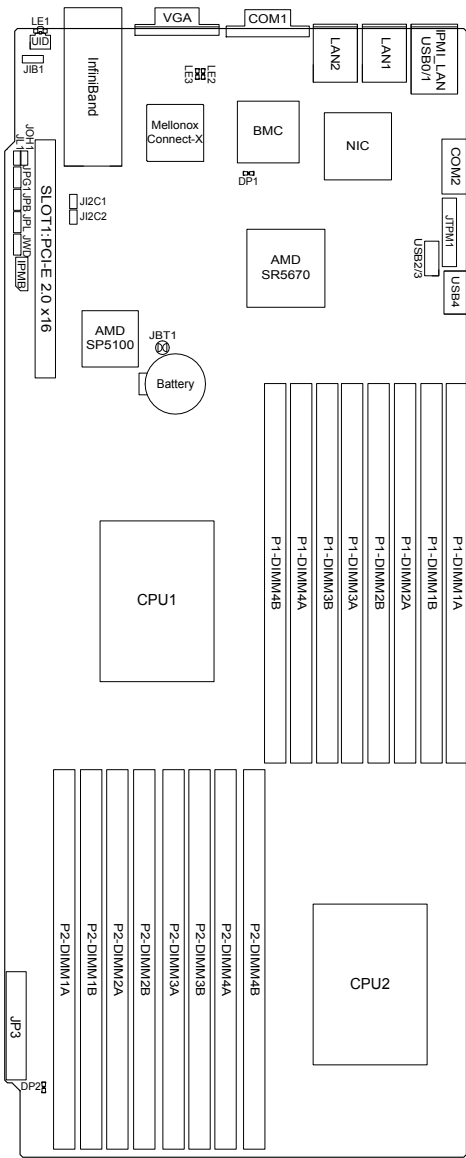 LE1
UID
JIB1
InfiniBand
VGA
COM1
LAN2
LAN1
IPMI_LAN
USB0/1
LE3
LE2
Mellonox
Connect-X
BMC
NIC
DP1
COM2
JOH1
JL1
JPG1
JPB
JPL
JWD
IPMB
SLOT1:PCI-E 2.0 x16
JI2C1
JI2C2
JTPM1
USB2/3
USB4
AMD
SR5670
AMD
SP5100
JBT1
Battery
P1-DIMM4B
P1-DIMM4A
P1-DIMM3B
P1-DIMM3A
P1-DIMM2B
P1-DIMM2A
P1-DIMM1B
P1-DIMM1A
CPU1
P2-DIMM1A
P2-DIMM1B
P2-DIMM2A
P2-DIMM2B
P2-DIMM3A
P2-DIMM3B
P2-DIMM4A
P2-DIMM4B
CPU2
JP3
DP2